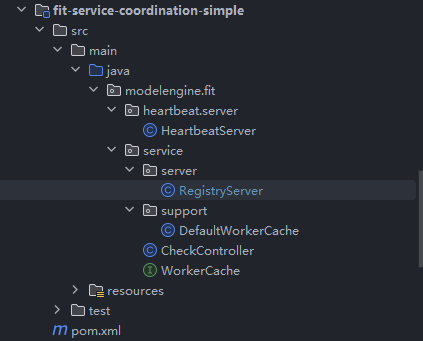 fit-service-coordination-simple
src
main
java
modelengine.fit
heartbeat.server
HeartbeatServer
service
server
RegistryServer
support
DefaultWorkerCache
CheckController
WorkerCache
resources
test
pom.xml